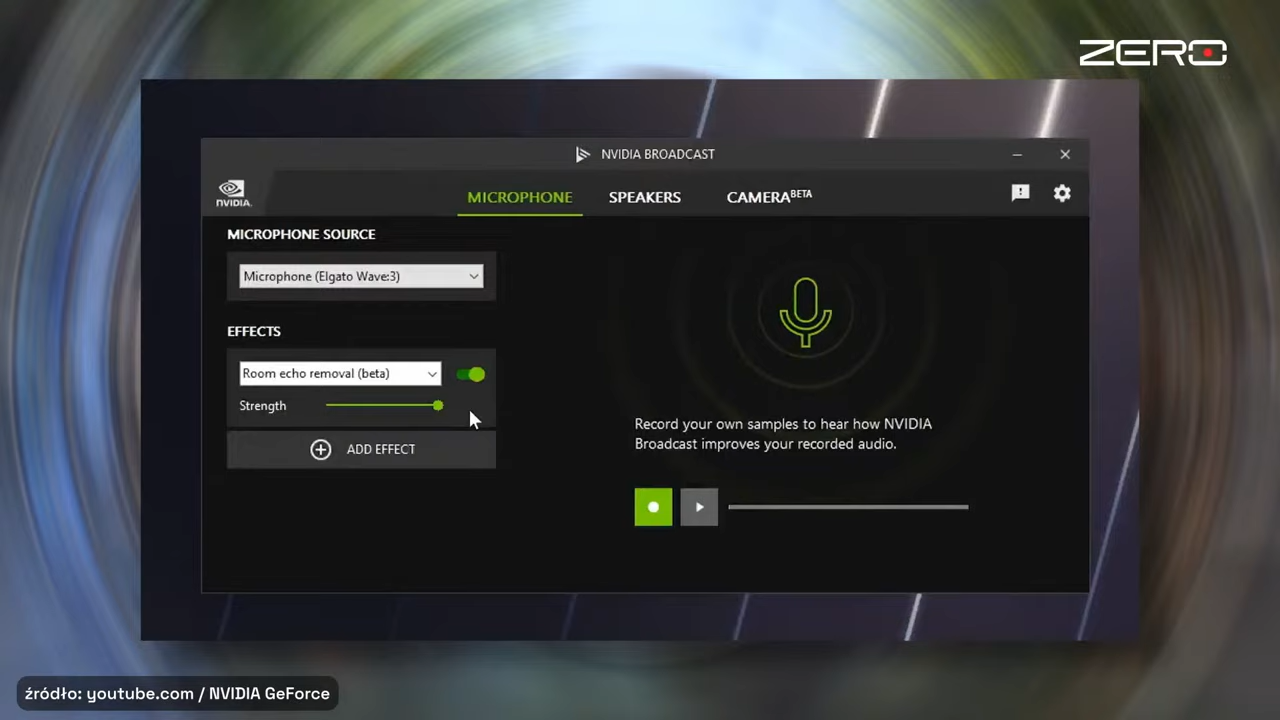 ZERO
NVIDIA BROADCAST
NVIDIA.
MICROPHONE
SPEAKERS
CAMERA BETA
MICROPHONE SOURCE
Microphone (Elgato Wave:3)
EFFECTS
Room echo removal (beta)
Strength
ADD EFFECT
Record your own samples to hear how NVIDIA
Broadcast improves your recorded audio.
źródło: youtube.com / NVIDIA GeForce